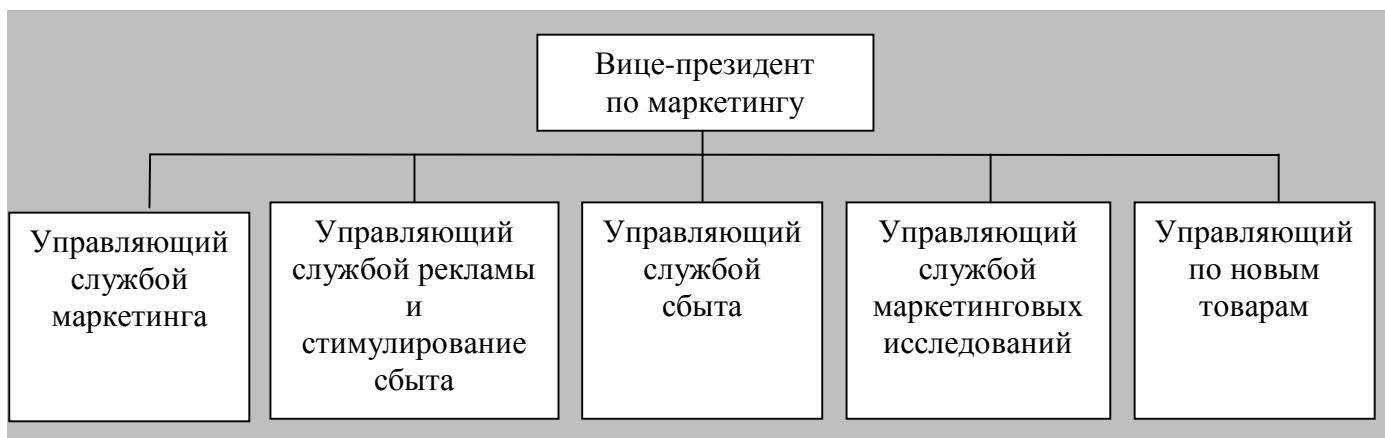 Вице-президент
по маркетингу
Управляющий
службой
маркетинга
Управляющий
службой рекламы
и
стимулирование
сбыта
Управляющий
службой
сбыта
Управляющий
службой
маркетинговых
исследований
Управляющий
по новым
товарам